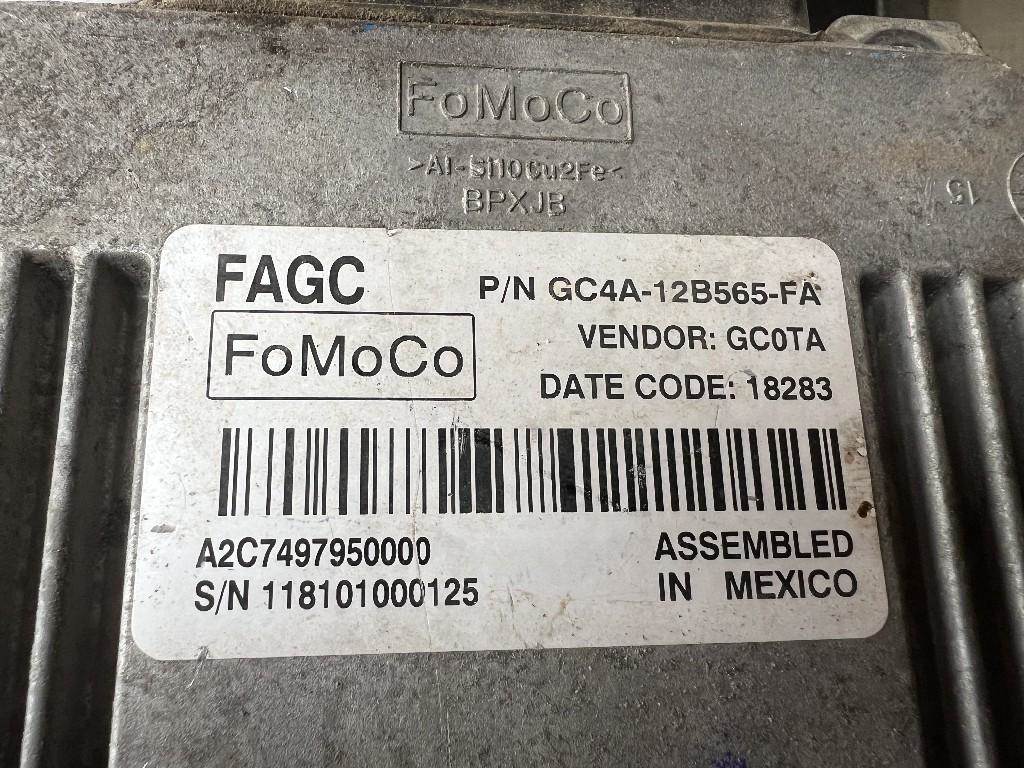 FoMoCo
>Al-Si10Cu2Fe<
BPXJB
15
FAGC
P/N GC4A-12B565-FA
FoMoCo
VENDOR: GC0TA
DATE CODE: 18283
A2C7497950000
ASSEMBLED
S/N 118101000125
IN MEXICO